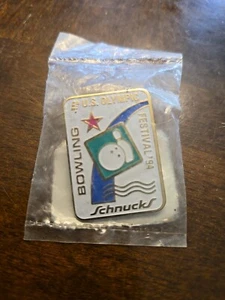 U.S. OLYMPIC
FESTIVAL '94
BOWLING
Schnucks